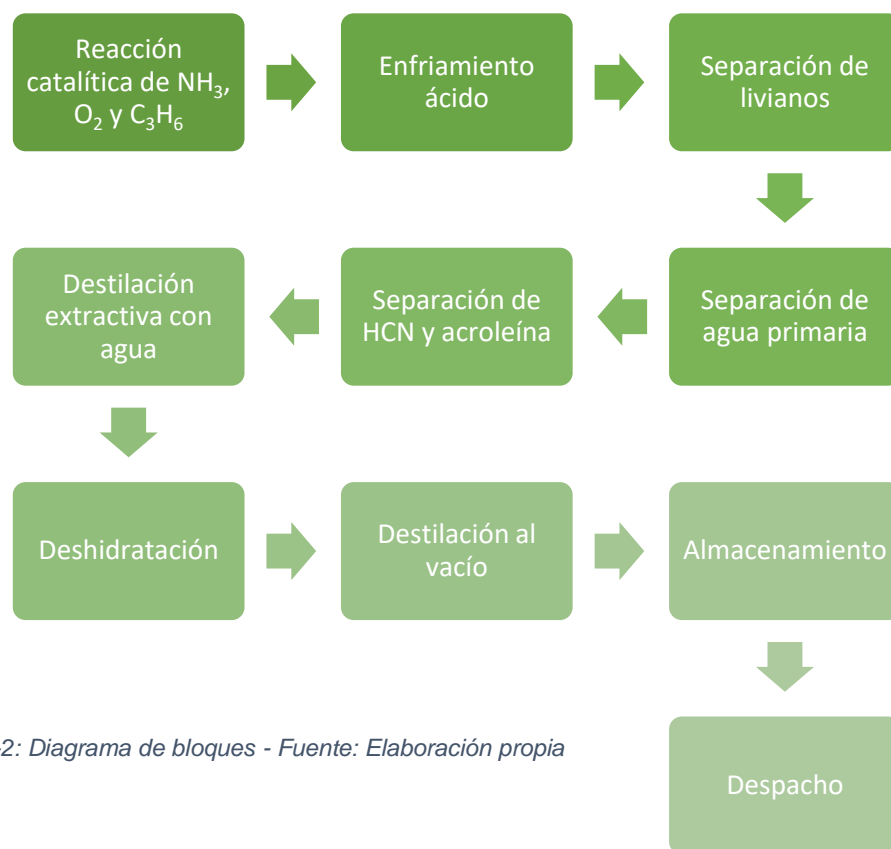 Reacción
catalítica de NH₃,
O₂ y C₃H₆
Enfriamiento
ácido
Separación de
livianos
Separación de
agua primaria
Separación de
HCN y acroleína
Destilación
extractiva con
agua
Deshidratación
Destilación al
vacío
Almacenamiento
Despacho
-2: Diagrama de bloques - Fuente: Elaboración propia